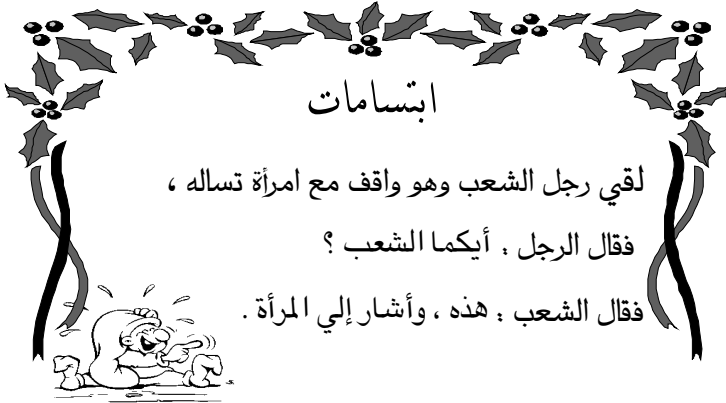 ابتسامات
لقي رجل الشعب وهو واقف مع امرأة تساله ،
فقال الرجل : أيكما الشعب ؟
فقال الشعب : هذه ، وأشار إلي المرأة .